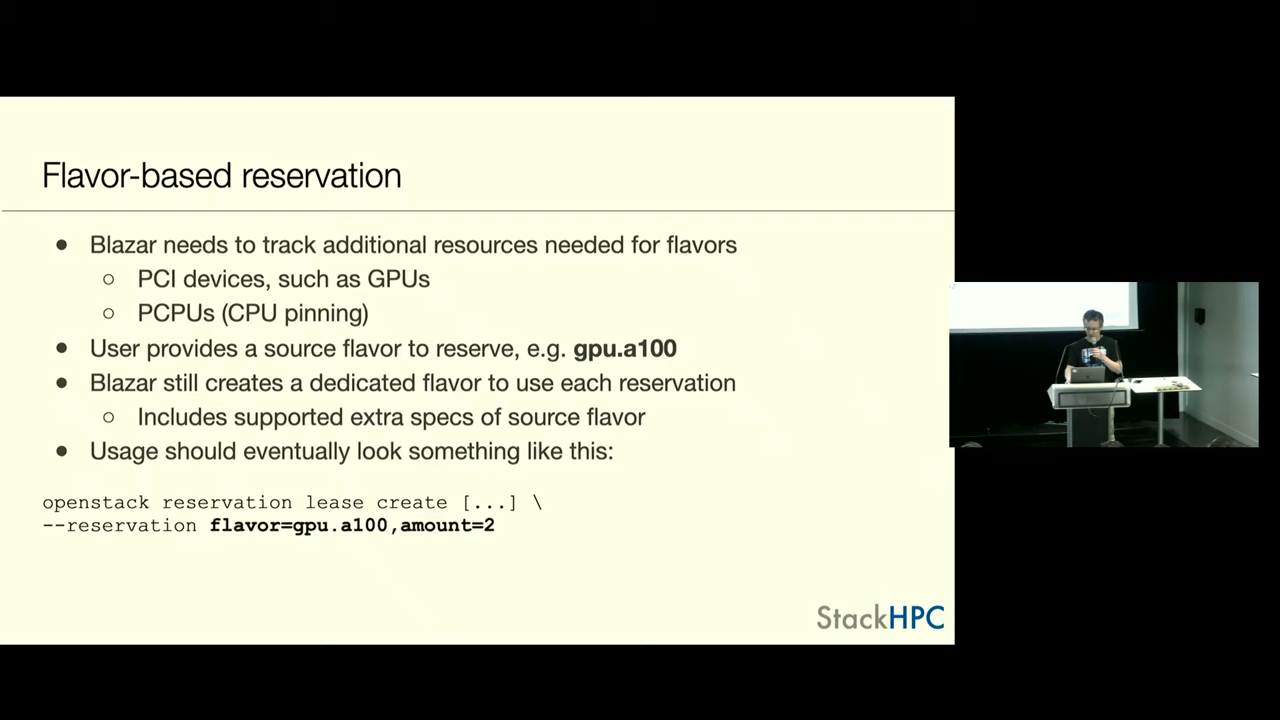 Flavor-based reservation
● Blazar needs to track additional resources needed for flavors
○ PCI devices, such as GPUs
○ PCPUs (CPU pinning)
● User provides a source flavor to reserve, e.g. gpu.a100
● Blazar still creates a dedicated flavor to use each reservation
○ Includes supported extra specs of source flavor
● Usage should eventually look something like this:
openstack reservation lease create [...] \
--reservation flavor=gpu.a100,amount=2
StackHPC